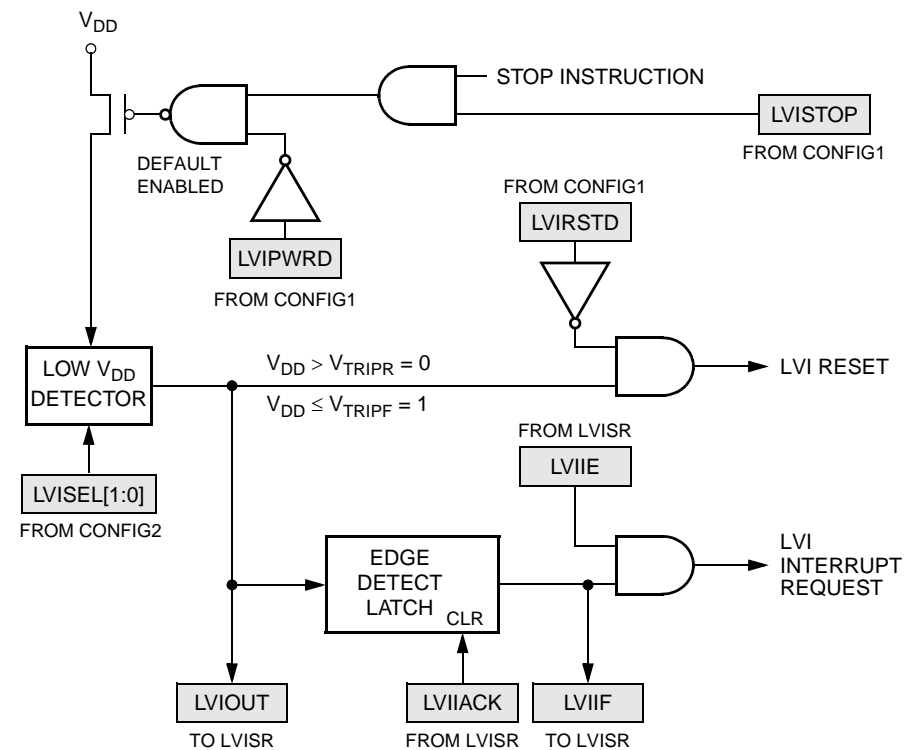 VDD
STOP INSTRUCTION
LVISTOP
FROM CONFIG1
DEFAULT
ENABLED
LVIPWRD
FROM CONFIG1
FROM CONFIG1
LVIRSTD
LOW VDD
DETECTOR
VDD > VTRIPR = 0
VDD ≤ VTRIPF = 1
LVI RESET
LVISEL[1:0]
FROM CONFIG2
FROM LVISR
LVIIE
EDGE
DETECT
LATCH
CLR
LVI
INTERRUPT
REQUEST
LVIOUT
TO LVISR
LVIIACK
FROM LVISR
LVIIF
TO LVISR